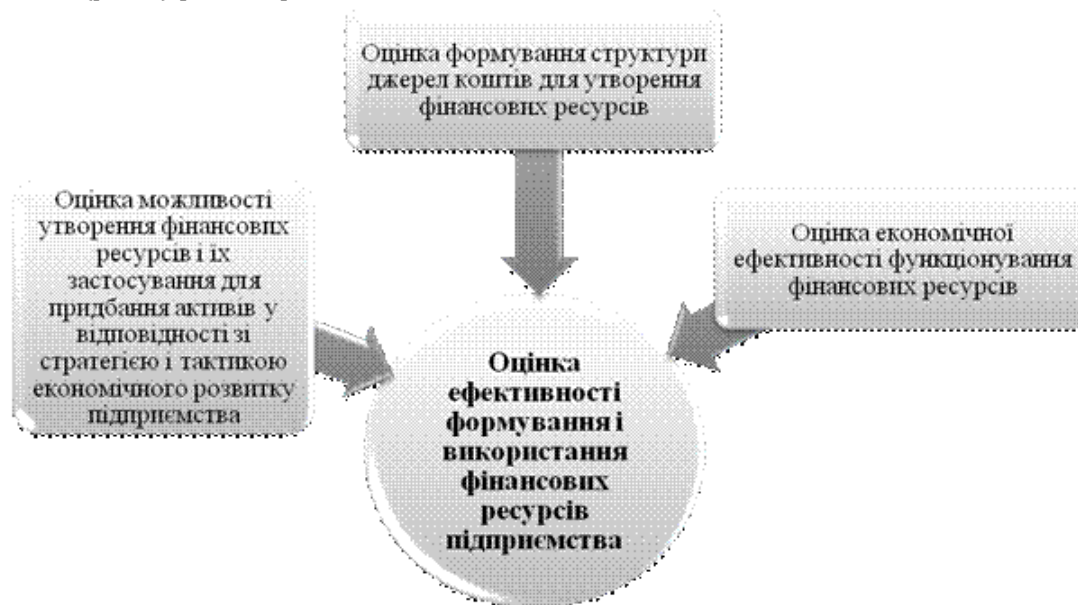 Оцінка формування структури
джерел коштів для утворення
фінансових ресурсів
Оцінка можливості
утворення фінансових
ресурсів і їх
застосування для
придбання активів у
відповідності зі
стратегією і тактикою
економічного розвитку
підприємства
Оцінка економічної
ефективності функціонування
фінансових ресурсів
Оцінка
ефективності
формування і
використання
фінансових
ресурсів
підприємства